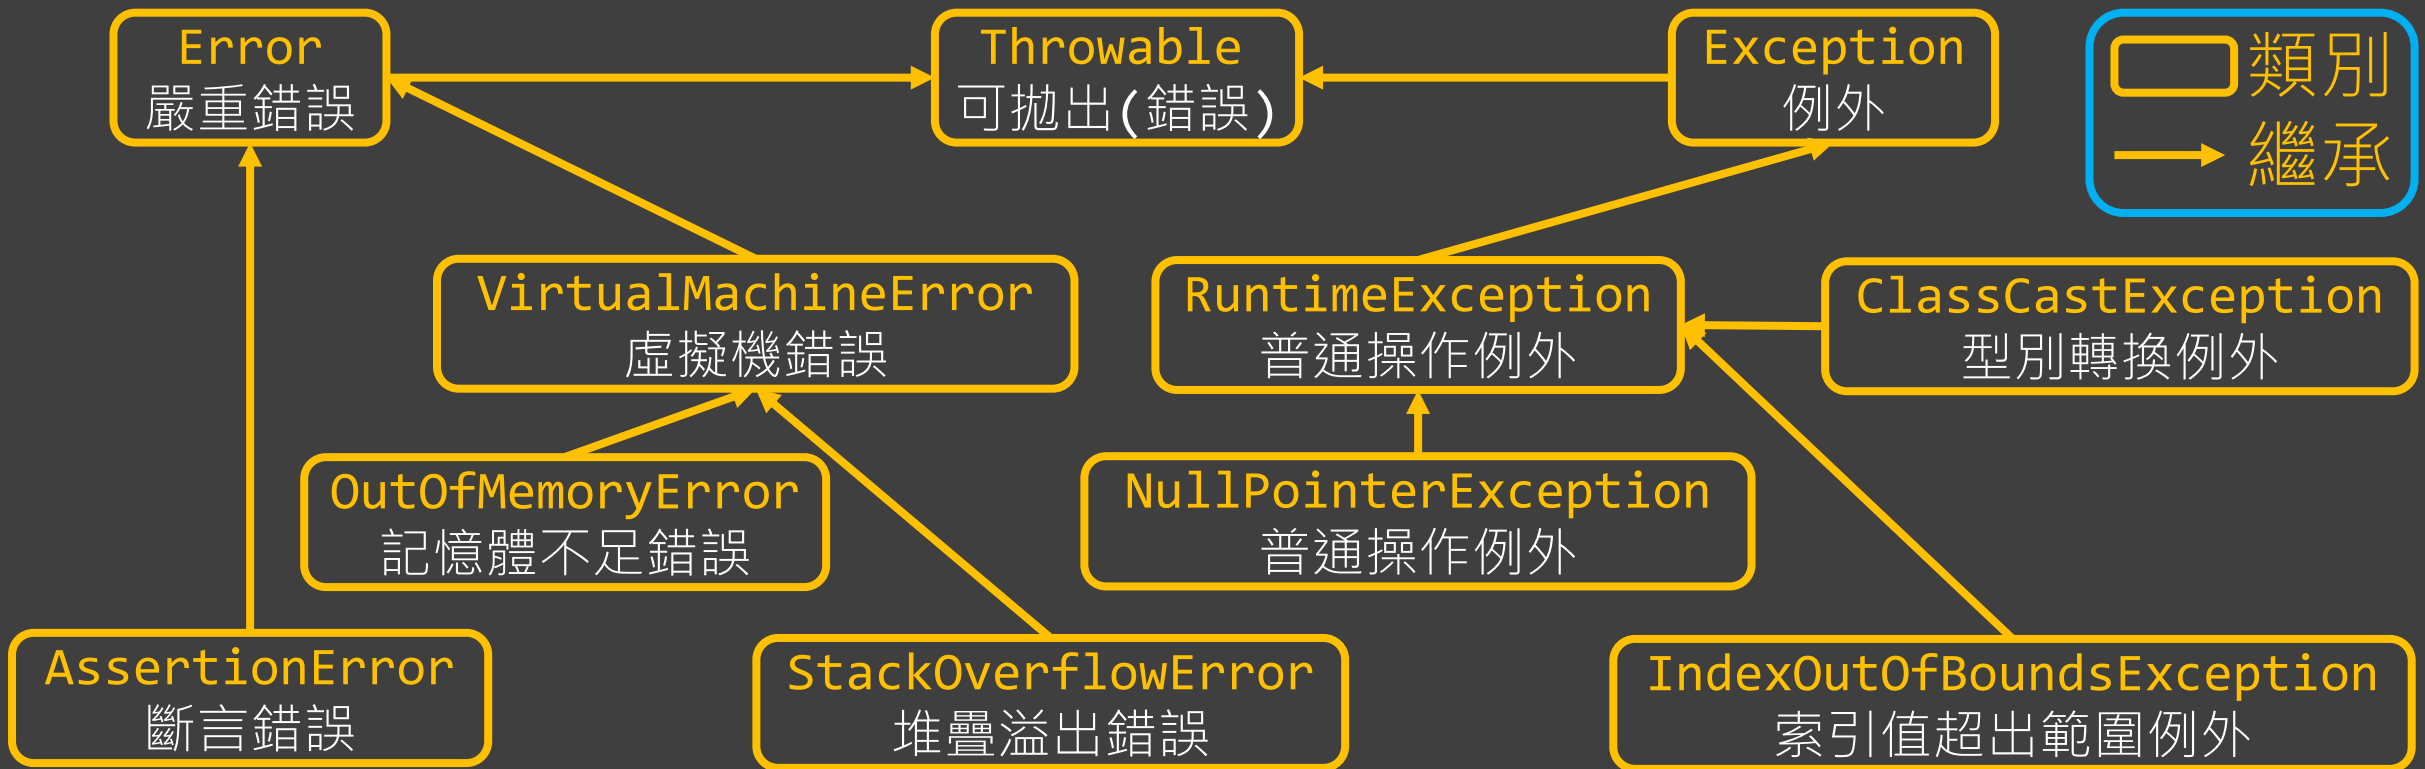 Error
嚴重錯誤
Throwable
可拋出(錯誤)
Exception
例外
類別
繼承
VirtualMachineError
虛擬機錯誤
RuntimeException
普通操作例外
ClassCastException
型別轉換例外
OutOfMemoryError
記憶體不足錯誤
NullPointerException
普通操作例外
AssertionError
斷言錯誤
StackOverflowError
堆疊溢出錯誤
IndexOutOfBoundsException
索引值超出範圍例外